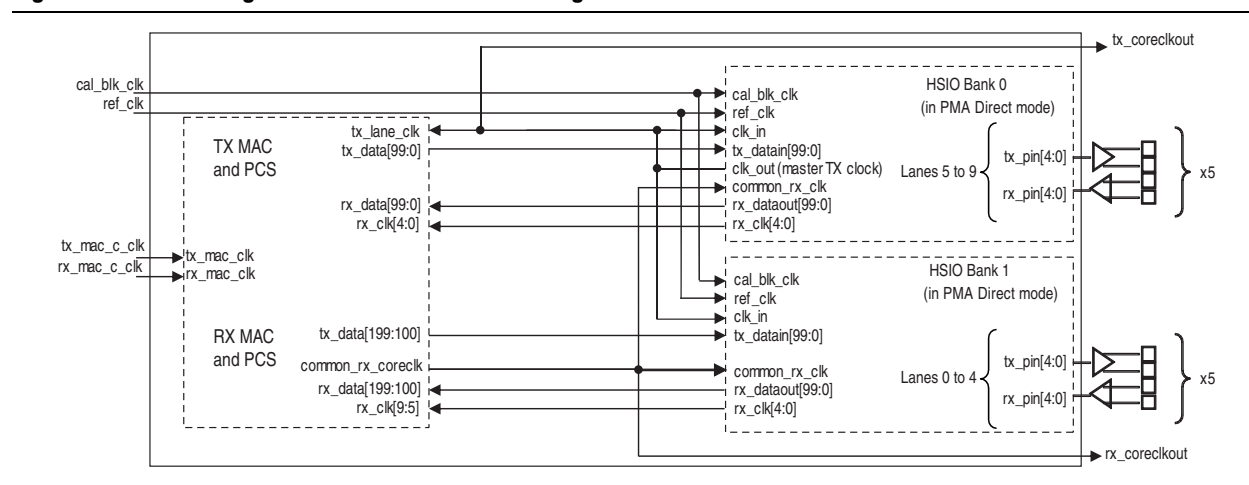 tx_coreclkout
cal_blk_clk
ref_clk
TX MAC
and PCS
tx_lane_clk
tx_data[99:0]
rx_data[99:0]
rx_clk[4:0]
tx_mac_c_clk
rx_mac_c_clk
tx_mac_clk
rx_mac_clk
RX MAC
and PCS
tx_data[199:100]
common_rx_coreclk
rx_data[199:100]
rx_clk[9:5]
HSIO Bank 0
(in PMA Direct mode)
cal_blk_clk
ref_clk
clk_in
tx_datain[99:0]
clk_out (master TX clock)
common_rx_clk
rx_dataout[99:0]
rx_clk[4:0]
Lanes 5 to 9
tx_pin[4:0]
rx_pin[4:0]
x5
HSIO Bank 1
(in PMA Direct mode)
cal_blk_clk
ref_clk
clk_in
tx_datain[99:0]
common_rx_clk
rx_dataout[99:0]
rx_clk[4:0]
Lanes 0 to 4
tx_pin[4:0]
rx_pin[4:0]
x5
rx_coreclkout